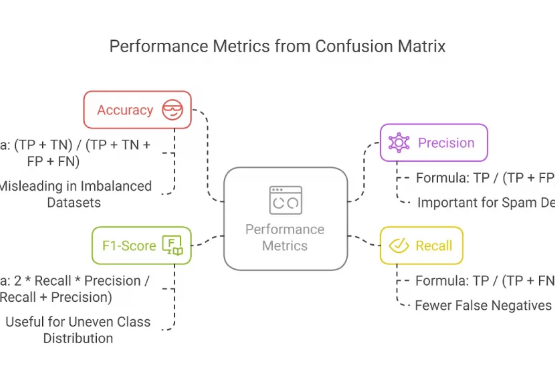 Performance Metrics from Confusion Matrix
Accuracy
a: (TP + TN) / (TP + TN +
FP + FN)
Misleading in Imbalanced
Datasets
F1-Score
a: 2 * Recall * Precision /
Recall + Precision)
Useful for Uneven Class
Distribution
Performance
Metrics
Precision
Formula: TP / (TP + FP
Important for Spam De
Recall
Formula: TP / (TP + FN
Fewer False Negatives